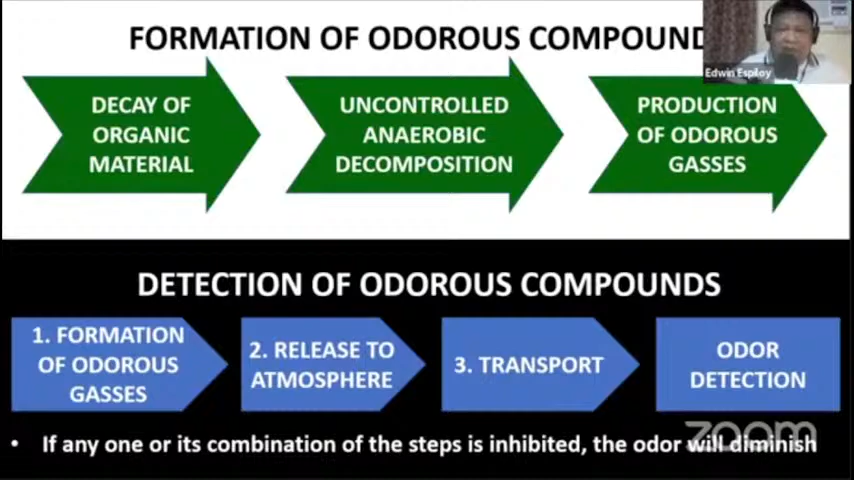 FORMATION OF ODOROUS COMPOUND
Edwin Espiloy
DECAY OF
ORGANIC
MATERIAL
UNCONTROLLED
ANAEROBIC
DECOMPOSITION
PRODUCTION
OF ODOROUS
GASSES
DETECTION OF ODOROUS COMPOUNDS
1. FORMATION
OF ODOROUS
GASSES
2. RELEASE TO
ATMOSPHERE
3. TRANSPORT
ODOR
DETECTION
• If any one or its combination of the steps is inhibited, the odor will diminish
zoom